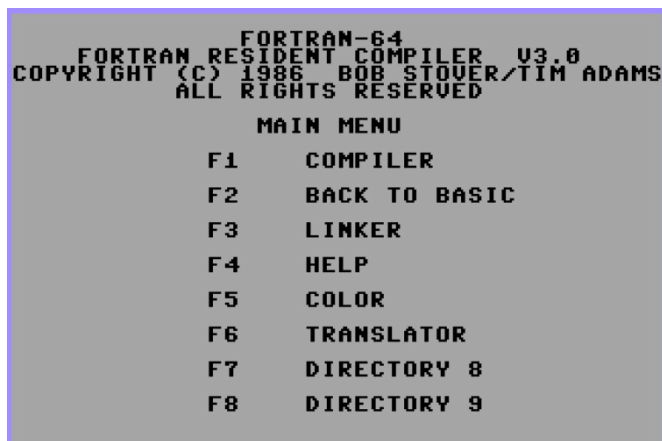 FORTRAN-64
FORTRAN RESIDENT COMPILER V3.0
COPYRIGHT (C) 1986 BOB STOVER/TIM ADAMS
ALL RIGHTS RESERVED
MAIN MENU
F1 COMPILER
F2 BACK TO BASIC
F3 LINKER
F4 HELP
F5 COLOR
F6 TRANSLATOR
F7 DIRECTORY 8
F8 DIRECTORY 9